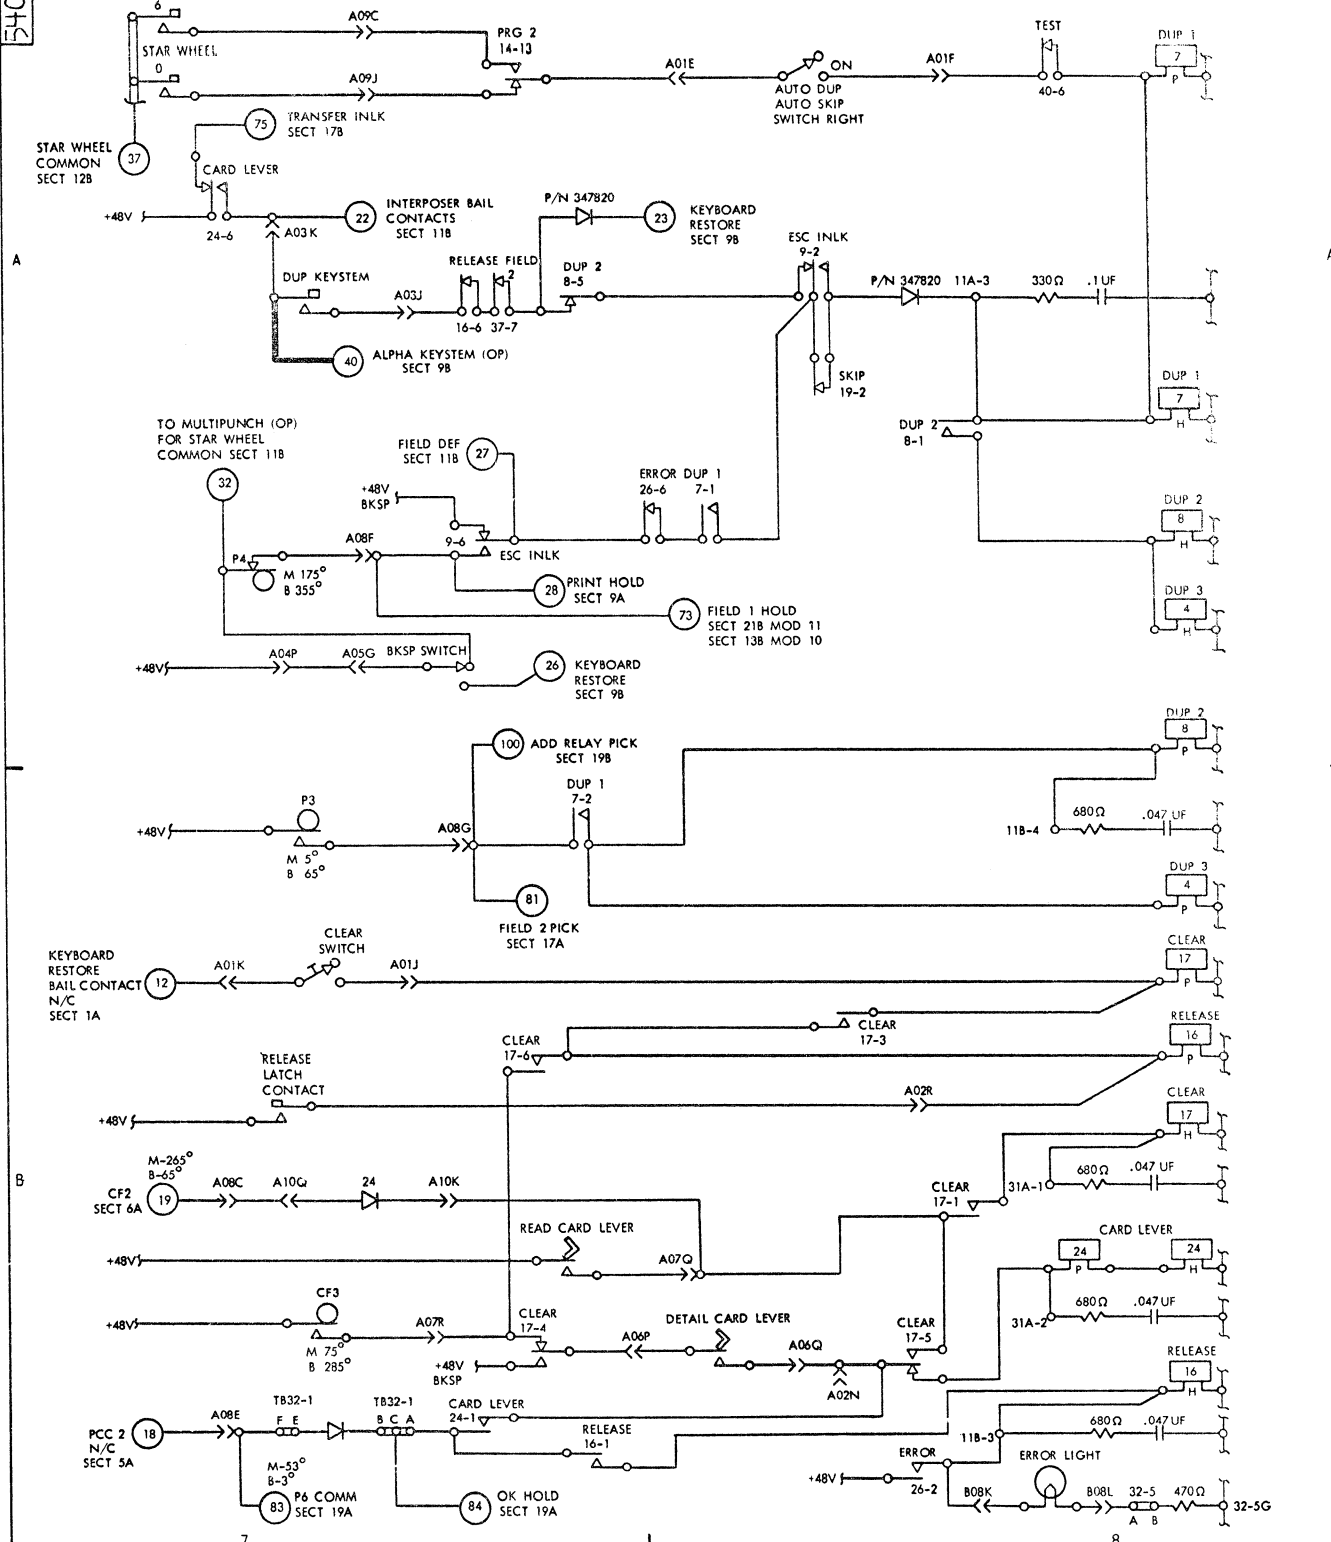 540
6
A09C
PRG 2
14-13
STAR WHEEL
0
A09J
A01E
ON
AUTO DUP
AUTO SKIP
SWITCH RIGHT
A01F
TEST
40-6
DUP 1
7
P
75
TRANSFER INLK
SECT 17B
STAR WHEEL
COMMON
SECT 12B
37
CARD LEVER
+48V
24-6
A03K
22
INTERPOSER BAIL
CONTACTS
SECT 11B
P/N 347820
23
KEYBOARD
RESTORE
SECT 9B
A
DUP KEYSTEM
A03J
RELEASE FIELD
2
16-6 37-7
DUP 2
8-5
ESC INLK
9-2
P/N 347820
11A-3
330Ω
.1UF
40
ALPHA KEYSTEM (OP)
SECT 9B
SKIP
19-2
DUP 1
7
H
DUP 2
8-1
TO MULTIPUNCH (OP)
FOR STAR WHEEL
COMMON SECT 11B
32
FIELD DEF
SECT 11B
27
+48V
BKSP
ERROR DUP 1
26-6 7-1
DUP 2
8
H
P4
M 175°
B 355°
A08F
9-6
ESC INLK
28
PRINT HOLD
SECT 9A
73
FIELD 1 HOLD
SECT 21B MOD 11
SECT 13B MOD 10
DUP 3
4
H
+48V
A04P
A05G
BKSP SWITCH
26
KEYBOARD
RESTORE
SECT 9B
100
ADD RELAY PICK
SECT 19B
DUP 2
8
P
P3
+48V
M 5°
B 65°
A08G
DUP 1
7-2
11B-4
680Ω
.047 UF
81
FIELD 2 PICK
SECT 17A
DUP 3
4
P
KEYBOARD
RESTORE
BAIL CONTACT
N/C
SECT 1A
12
A01K
CLEAR
SWITCH
A01J
CLEAR
17
P
CLEAR
17-3
RELEASE
16
P
CLEAR
17-6
RELEASE
LATCH
CONTACT
+48V
A02R
CLEAR
17
H
B
M-265°
B-65°
CF2
SECT 6A
19
A08C
A10Q
24
A10K
CLEAR
17-1
31A-1
680Ω
.047 UF
READ CARD LEVER
+48V
A07Q
CARD LEVER
24
P
24
H
CF3
+48V
M 75°
B 285°
A07R
CLEAR
17-4
+48V
BKSP
A06P
DETAIL CARD LEVER
A06Q
A02N
CLEAR
17-5
31A-2
680Ω
.047UF
RELEASE
16
H
PCC 2
N/C
SECT 5A
18
A08E
TB32-1
F E
TB32-1
B C A
CARD LEVER
24-1
RELEASE
16-1
11B-3
680Ω
.047UF
M-53°
B-3°
83
P6 COMM
SECT 19A
84
OK HOLD
SECT 19A
+48V
ERROR
26-2
ERROR LIGHT
B08K
B08L
32-5
A B
470Ω
32-5G
7
8